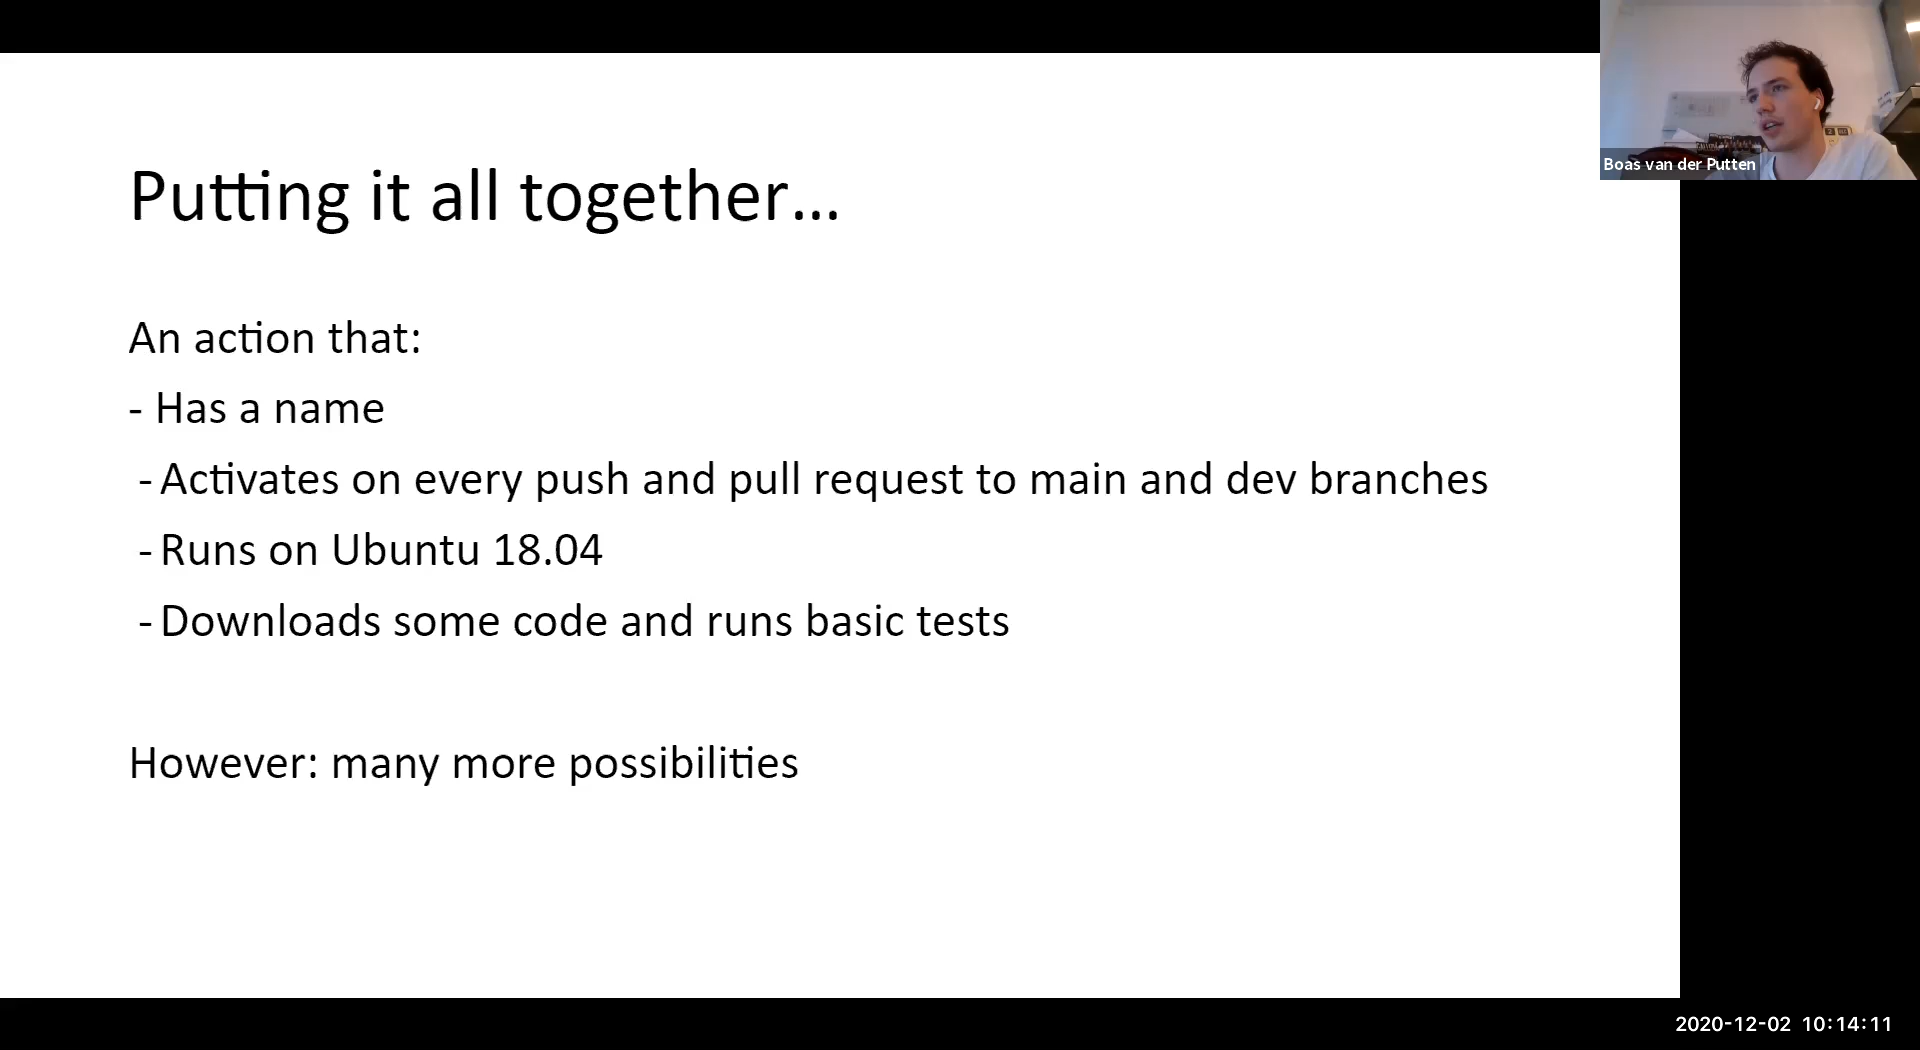 Putting it all together...
An action that:
- Has a name
- Activates on every push and pull request to main and dev branches
- Runs on Ubuntu 18.04
- Downloads some code and runs basic tests
However: many more possibilities
Boas van der Putten
2020-12-02 10:14:11